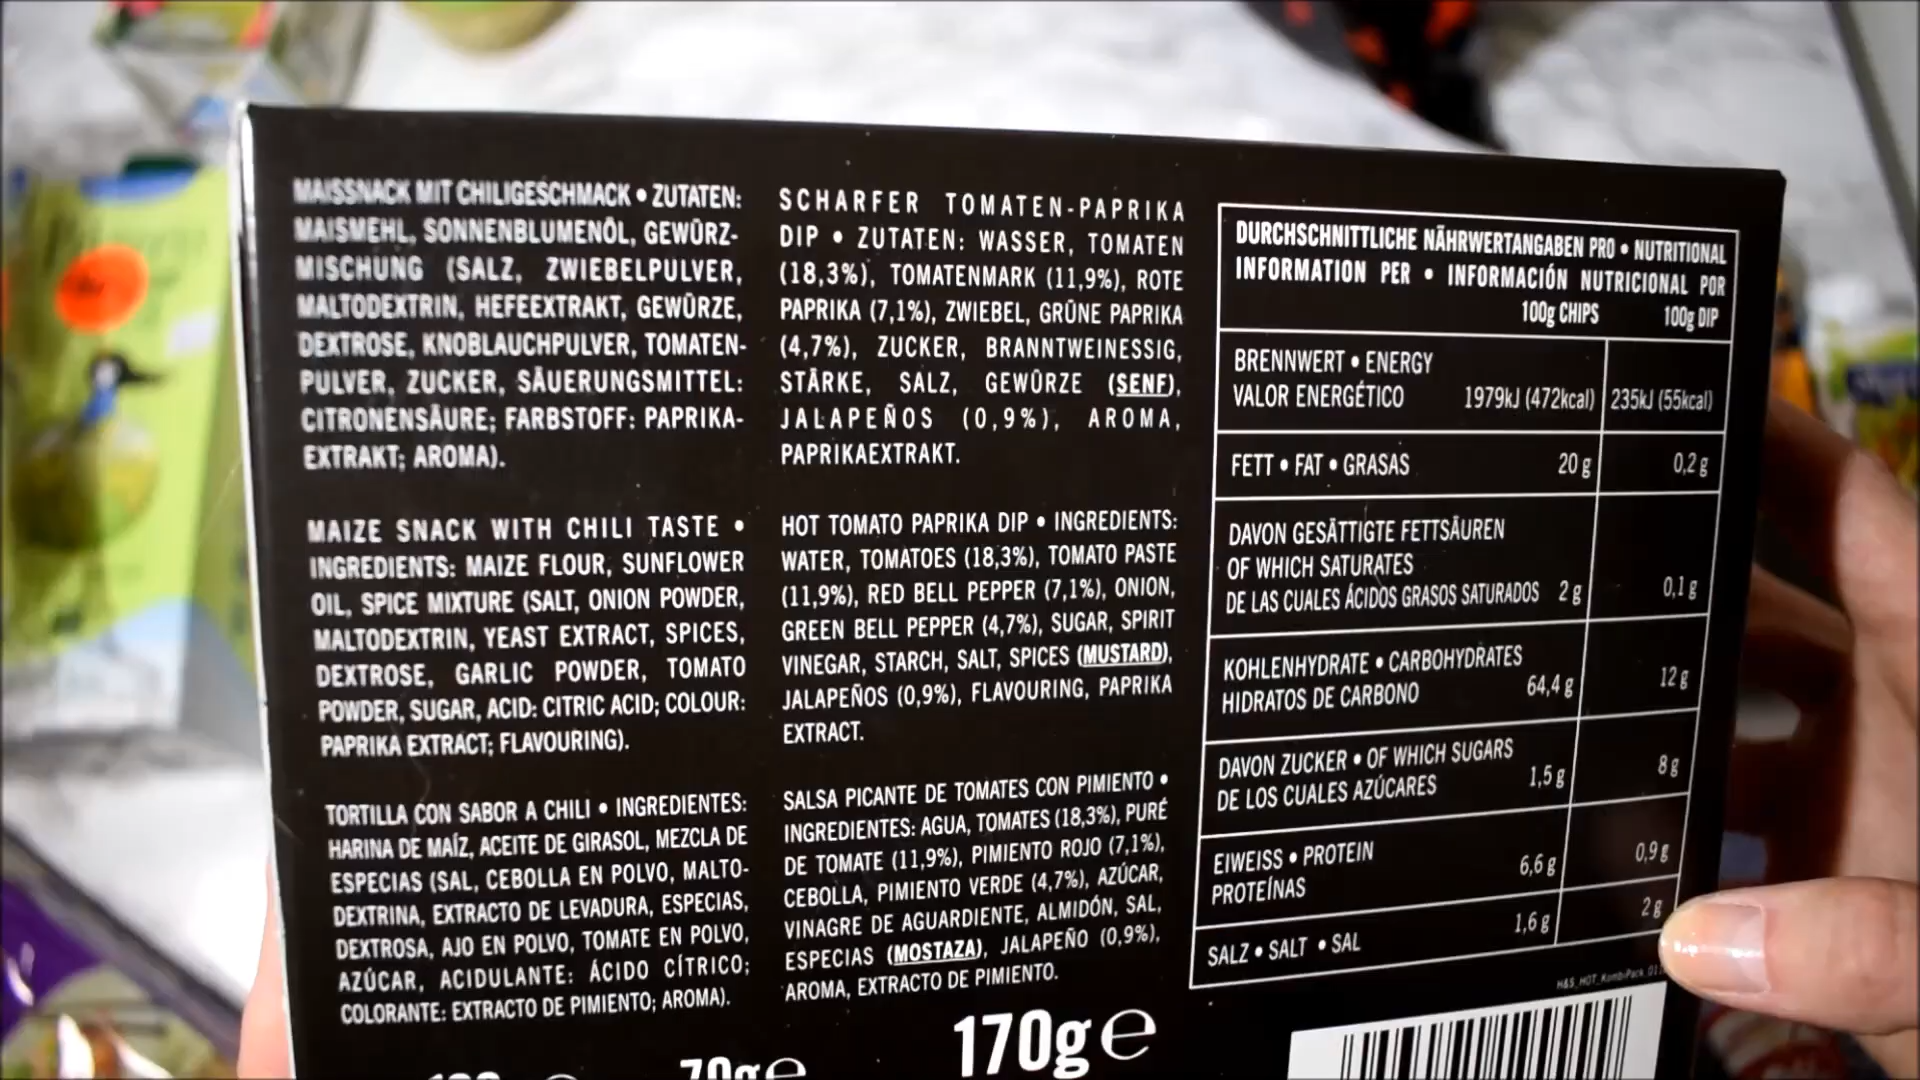 MAISSNACK MIT CHILIGESCHMACK • ZUTATEN:
MAISMEHL, SONNENBLUMENÖL, GEWÜRZ-
MISCHUNG (SALZ, ZWIEBELPULVER,
MALTODEXTRIN, HEFEEXTRAKT, GEWÜRZE,
DEXTROSE, KNOBLAUCHPULVER, TOMATEN-
PULVER, ZUCKER, SÄUERUNGSMITTEL:
CITRONENSÄURE; FARBSTOFF: PAPRIKA-
EXTRAKT; AROMA).
MAIZE SNACK WITH CHILI TASTE •
INGREDIENTS: MAIZE FLOUR, SUNFLOWER
OIL, SPICE MIXTURE (SALT, ONION POWDER,
MALTODEXTRIN, YEAST EXTRACT, SPICES,
DEXTROSE, GARLIC POWDER, TOMATO
POWDER, SUGAR, ACID: CITRIC ACID; COLOUR:
PAPRIKA EXTRACT; FLAVOURING).
TORTILLA CON SABOR A CHILI • INGREDIENTES:
HARINA DE MAÍZ, ACEITE DE GIRASOL, MEZCLA DE
ESPECIAS (SAL, CEBOLLA EN POLVO, MALTO-
DEXTRINA, EXTRACTO DE LEVADURA, ESPECIAS,
DEXTROSA, AJO EN POLVO, TOMATE EN POLVO,
AZÚCAR, ACIDULANTE: ÁCIDO CÍTRICO;
COLORANTE: EXTRACTO DE PIMIENTO; AROMA).
SCHARFER TOMATEN-PAPRIKA
DIP • ZUTATEN: WASSER, TOMATEN
(18,3%), TOMATENMARK (11,9%), ROTE
PAPRIKA (7,1%), ZWIEBEL, GRÜNE PAPRIKA
(4,7%), ZUCKER, BRANNTWEINESSIG,
STÄRKE, SALZ, GEWÜRZE (SENF),
JALAPEÑOS (0,9%), AROMA,
PAPRIKAEXTRAKT.
HOT TOMATO PAPRIKA DIP • INGREDIENTS:
WATER, TOMATOES (18,3%), TOMATO PASTE
(11,9%), RED BELL PEPPER (7,1%), ONION,
GREEN BELL PEPPER (4,7%), SUGAR, SPIRIT
VINEGAR, STARCH, SALT, SPICES (MUSTARD),
JALAPEÑOS (0,9%), FLAVOURING, PAPRIKA
EXTRACT.
SALSA PICANTE DE TOMATES CON PIMIENTO •
INGREDIENTES: AGUA, TOMATES (18,3%), PURÉ
DE TOMATE (11,9%), PIMIENTO ROJO (7,1%),
CEBOLLA, PIMIENTO VERDE (4,7%), AZÚCAR,
VINAGRE DE AGUARDIENTE, ALMIDÓN, SAL,
ESPECIAS (MOSTAZA), JALAPEÑO (0,9%),
AROMA, EXTRACTO DE PIMIENTO.
170g e
DURCHSCHNITTLICHE NÄHRWERTANGABEN PRO • NUTRITIONAL
INFORMATION PER • INFORMACIÓN NUTRICIONAL POR
100g CHIPS 100g DIP
BRENNWERT • ENERGY
VALOR ENERGÉTICO 1979kJ (472kcal) 235kJ (55kcal)
FETT • FAT • GRASAS 20 g 0,2 g
DAVON GESÄTTIGTE FETTSÄUREN
OF WHICH SATURATES
DE LAS CUALES ÁCIDOS GRASOS SATURADOS 2 g 0,1 g
KOHLENHYDRATE • CARBOHYDRATES
HIDRATOS DE CARBONO 64,4 g 12 g
DAVON ZUCKER • OF WHICH SUGARS
DE LOS CUALES AZÚCARES 1,5 g 8 g
EIWEISS • PROTEIN
PROTEÍNAS 6,6 g 0,9 g
SALZ • SALT • SAL 1,6 g 2 g